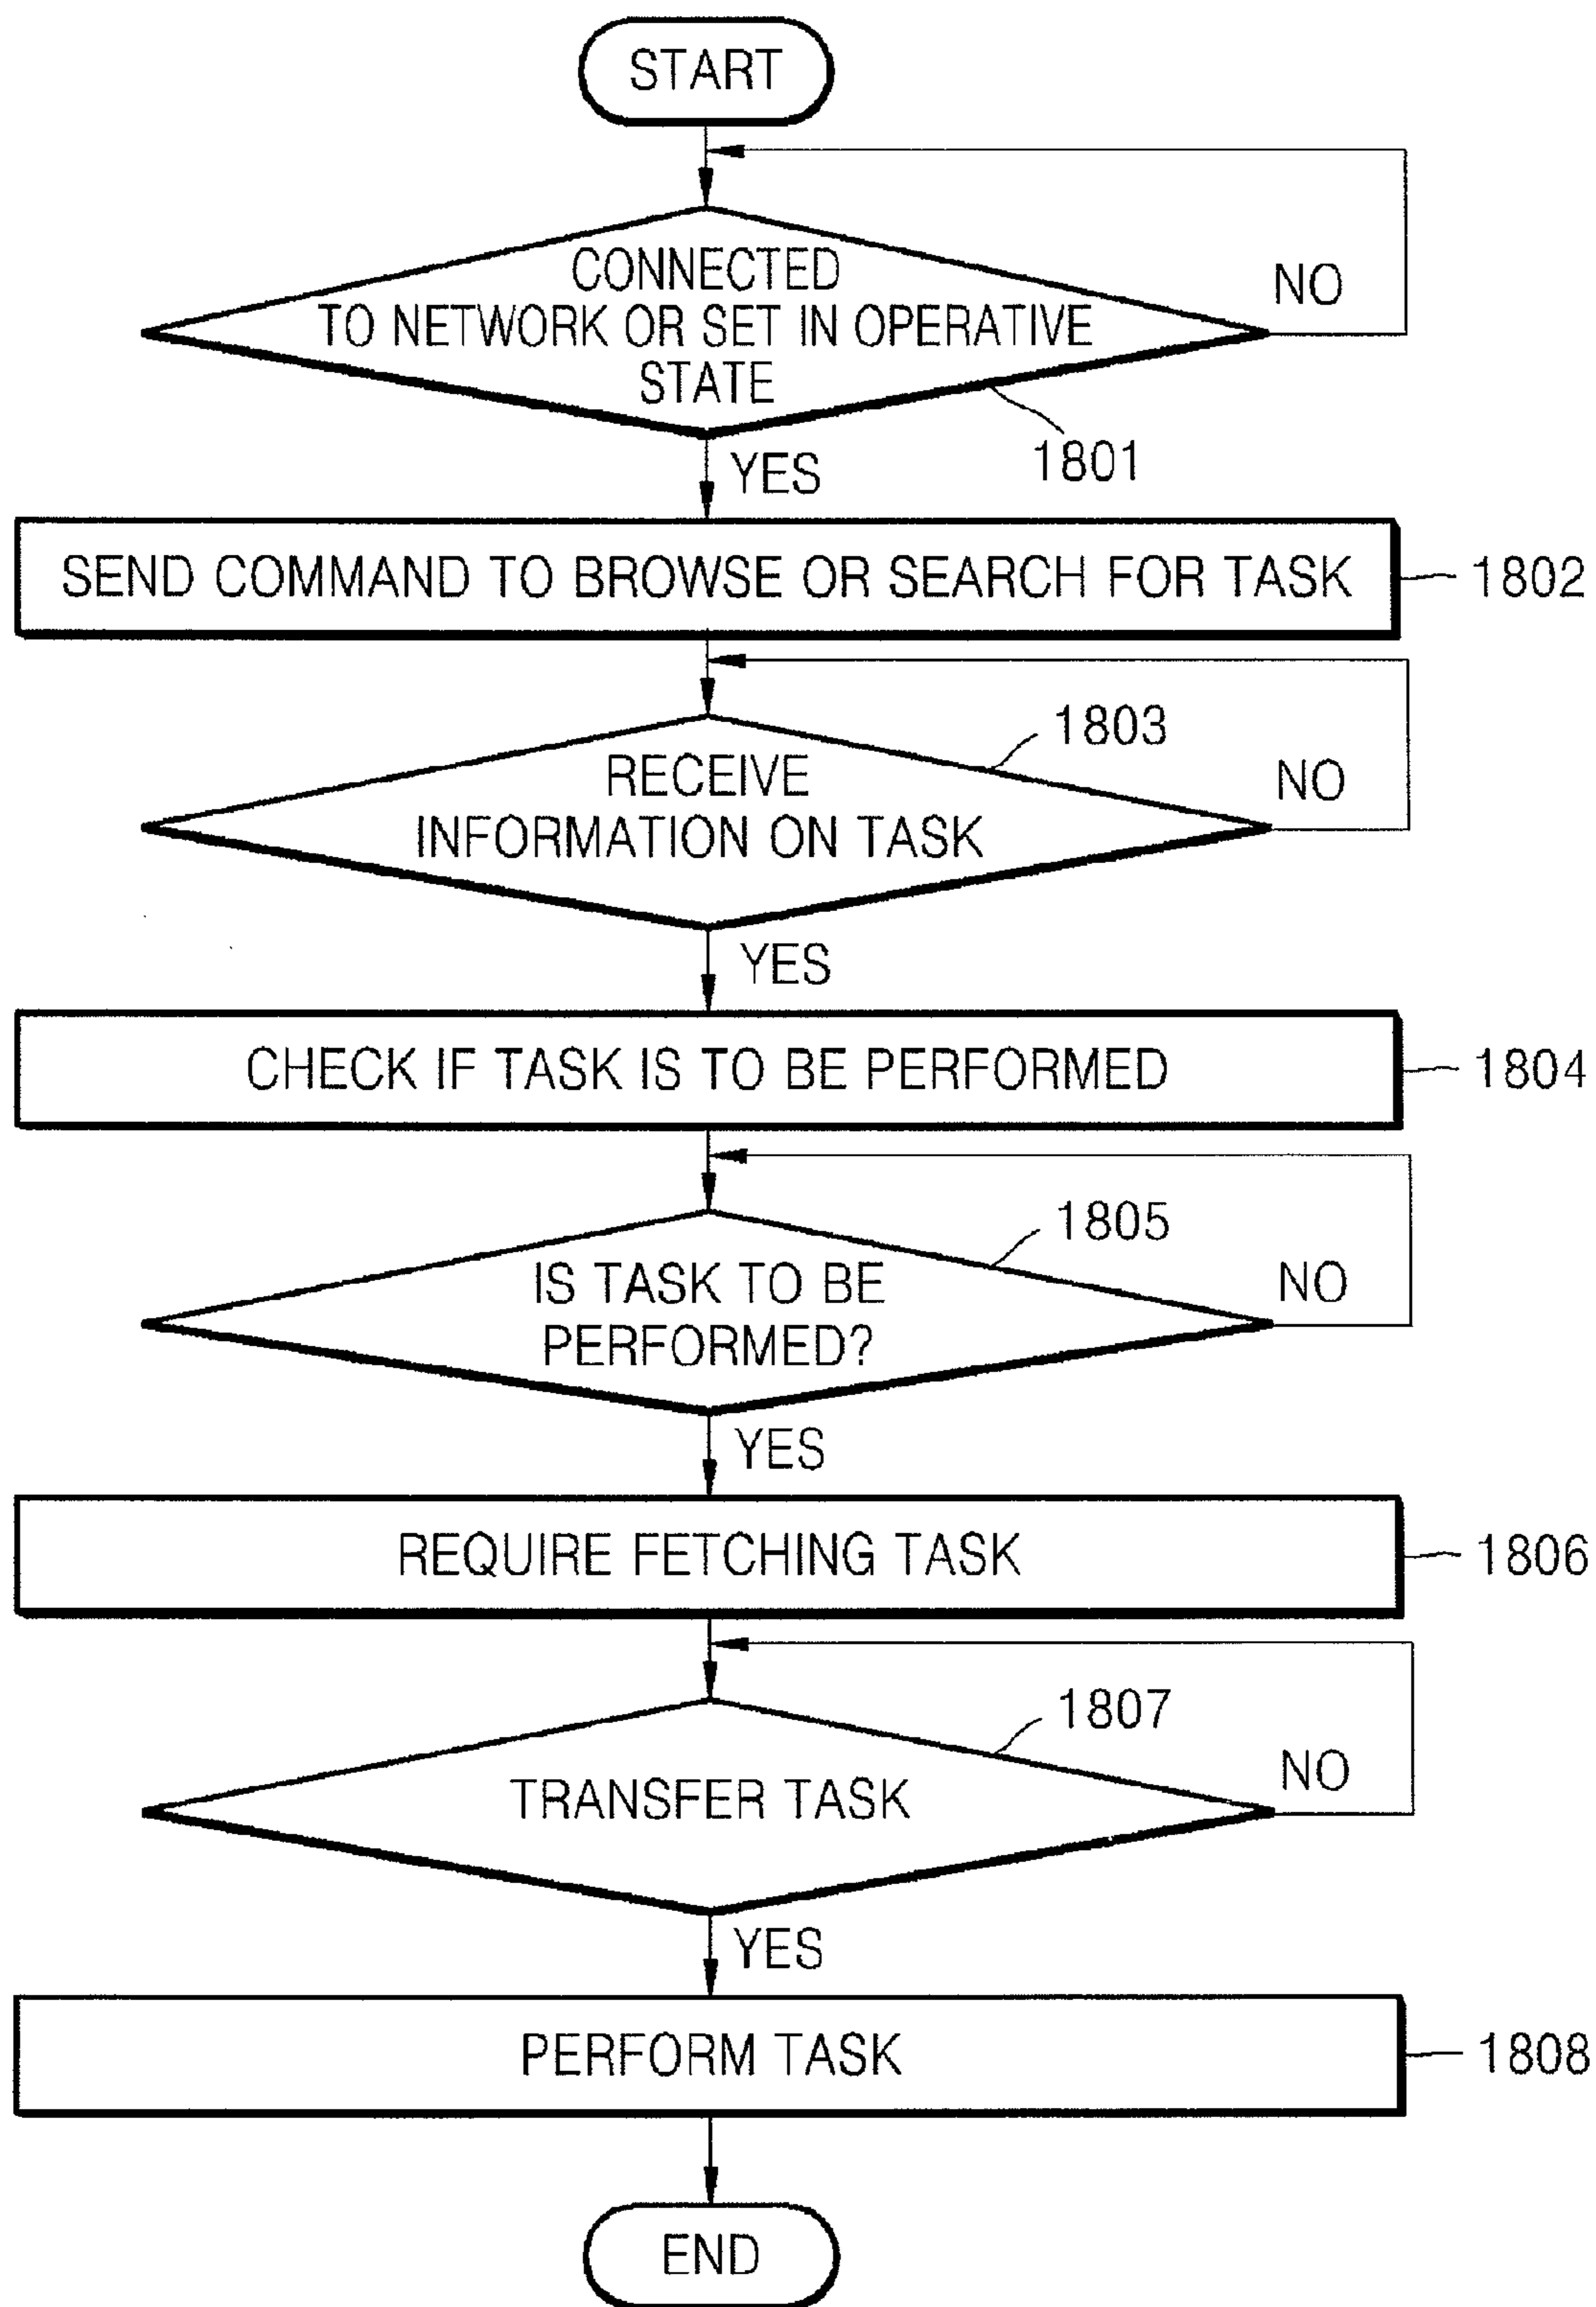 START
CONNECTED
TO NETWORK OR SET IN OPERATIVE
STATE
NO
1801
YES
SEND COMMAND TO BROWSE OR SEARCH FOR TASK
1802
1803
RECEIVE
INFORMATION ON TASK
NO
YES
CHECK IF TASK IS TO BE PERFORMED
1804
1805
IS TASK TO BE
PERFORMED?
NO
YES
REQUIRE FETCHING TASK
1806
1807
TRANSFER TASK
NO
YES
PERFORM TASK
1808
END